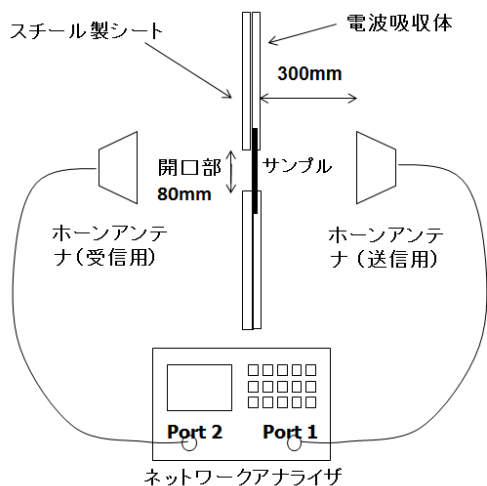 スチール製シート
電波吸収体
300mm
開口部
80mm
サンプル
ホーンアンテ
ナ（受信用）
ホーンアンテ
ナ（送信用）
Port 2
Port 1
ネットワークアナライザ